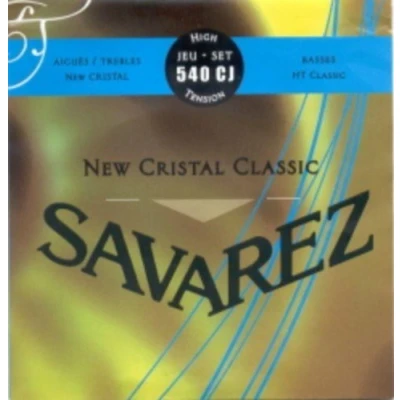 HIGH
JEU - SET
540 CJ
TENSION
AIGUËS / TREBLES
NEW CRISTAL
BASSES
HT CLASSIC
NEW CRISTAL CLASSIC
SAVAREZ